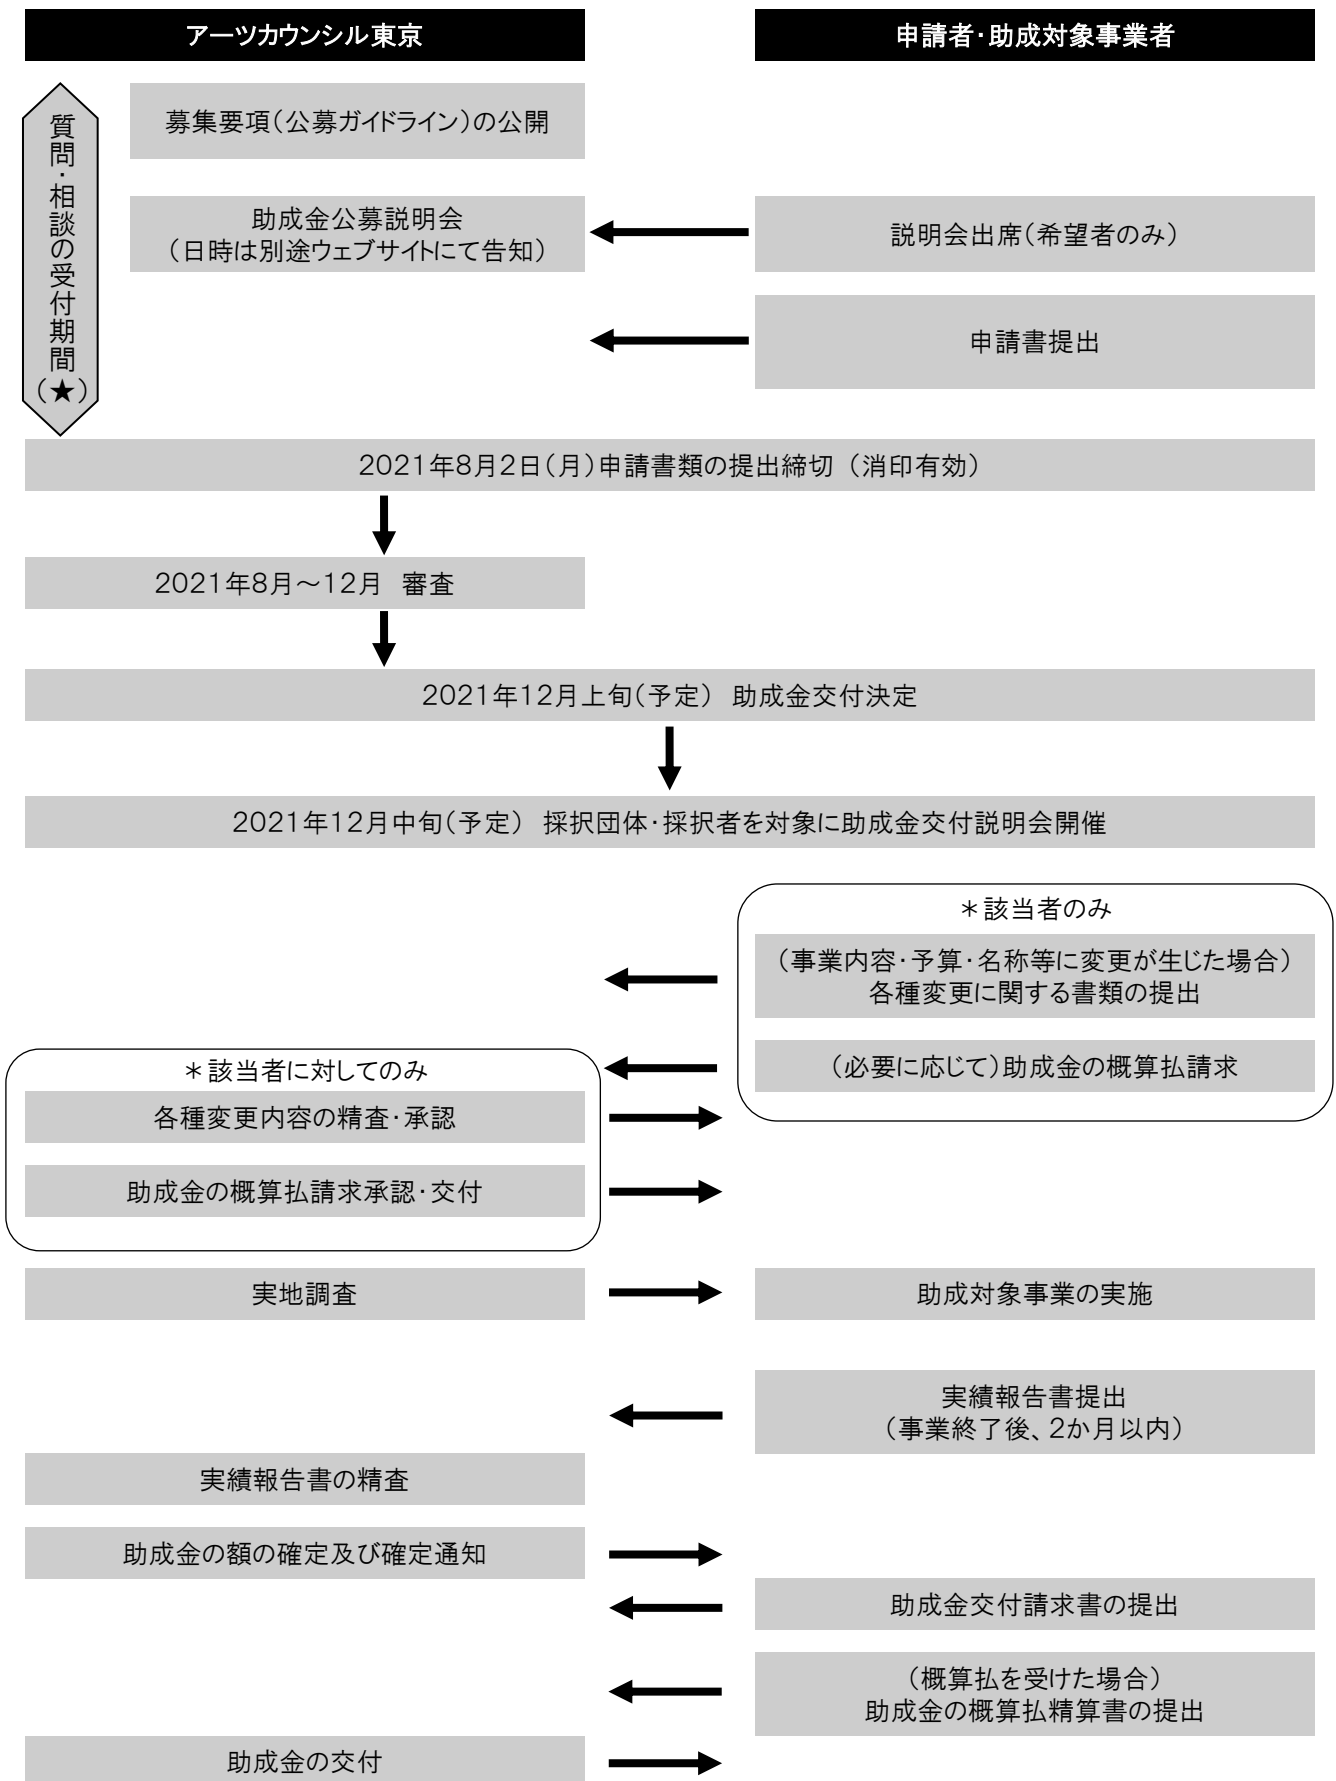 アーツカウンシル東京
申請者・助成対象事業者
質問・相談の受付期間(★)
募集要項(公募ガイドライン)の公開
助成金公募説明会
(日時は別途ウェブサイトにて告知)
説明会出席(希望者のみ)
申請書提出
2021年8月2日(月)申請書類の提出締切 (消印有効)
2021年8月~12月 審査
2021年12月上旬(予定) 助成金交付決定
2021年12月中旬(予定) 採択団体・採択者を対象に助成金交付説明会開催
*該当者のみ
(事業内容・予算・名称等に変更が生じた場合)
各種変更に関する書類の提出
(必要に応じて)助成金の概算払請求
*該当者に対してのみ
各種変更内容の精査・承認
助成金の概算払請求承認・交付
実地調査
助成対象事業の実施
実績報告書提出
(事業終了後、2か月以内)
実績報告書の精査
助成金の額の確定及び確定通知
助成金交付請求書の提出
(概算払を受けた場合)
助成金の概算払精算書の提出
助成金の交付